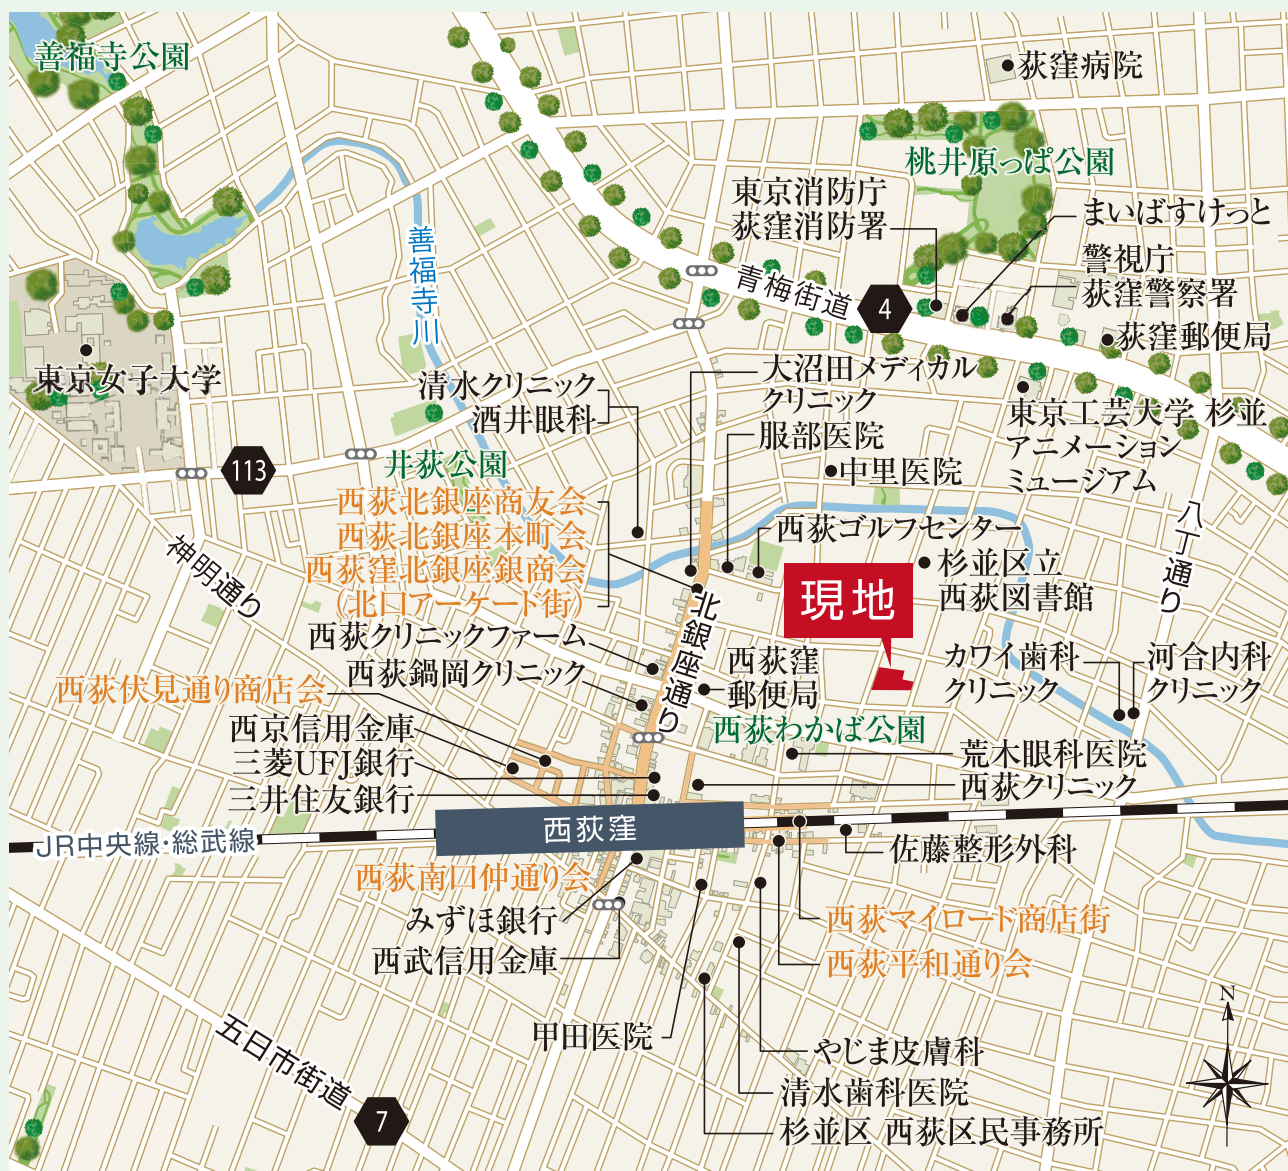 善福寺公園
荻窪病院
桃井原っぱ公園
東京消防庁
荻窪消防署
まいばすけっと
警視庁
荻窪警察署
善福寺川
青梅街道
4
荻窪郵便局
東京女子大学
清水クリニック
酒井眼科
大沼田メディカル
クリニック
服部医院
中里医院
東京工芸大学 杉並
アニメーション
ミュージアム
113
井荻公園
西荻北銀座商友会
西荻北銀座本町会
西荻窪北銀座銀商会
(北口アーケード街)
西荻ゴルフセンター
八丁通り
神明通り
杉並区立
西荻図書館
現地
北銀座通り
西荻クリニックファーム
西荻鍋岡クリニック
西荻窪
郵便局
カワイ歯科
クリニック
河合内科
クリニック
西荻伏見通り商店会
西荻わかば公園
西京信用金庫
三菱UFJ銀行
三井住友銀行
荒木眼科医院
西荻クリニック
JR中央線・総武線
西荻窪
佐藤整形外科
西荻南口仲通り会
みずほ銀行
西武信用金庫
西荻マイロード商店街
西荻平和通り会
N
甲田医院
やじま皮膚科
清水歯科医院
杉並区 西荻区民事務所
五日市街道
7